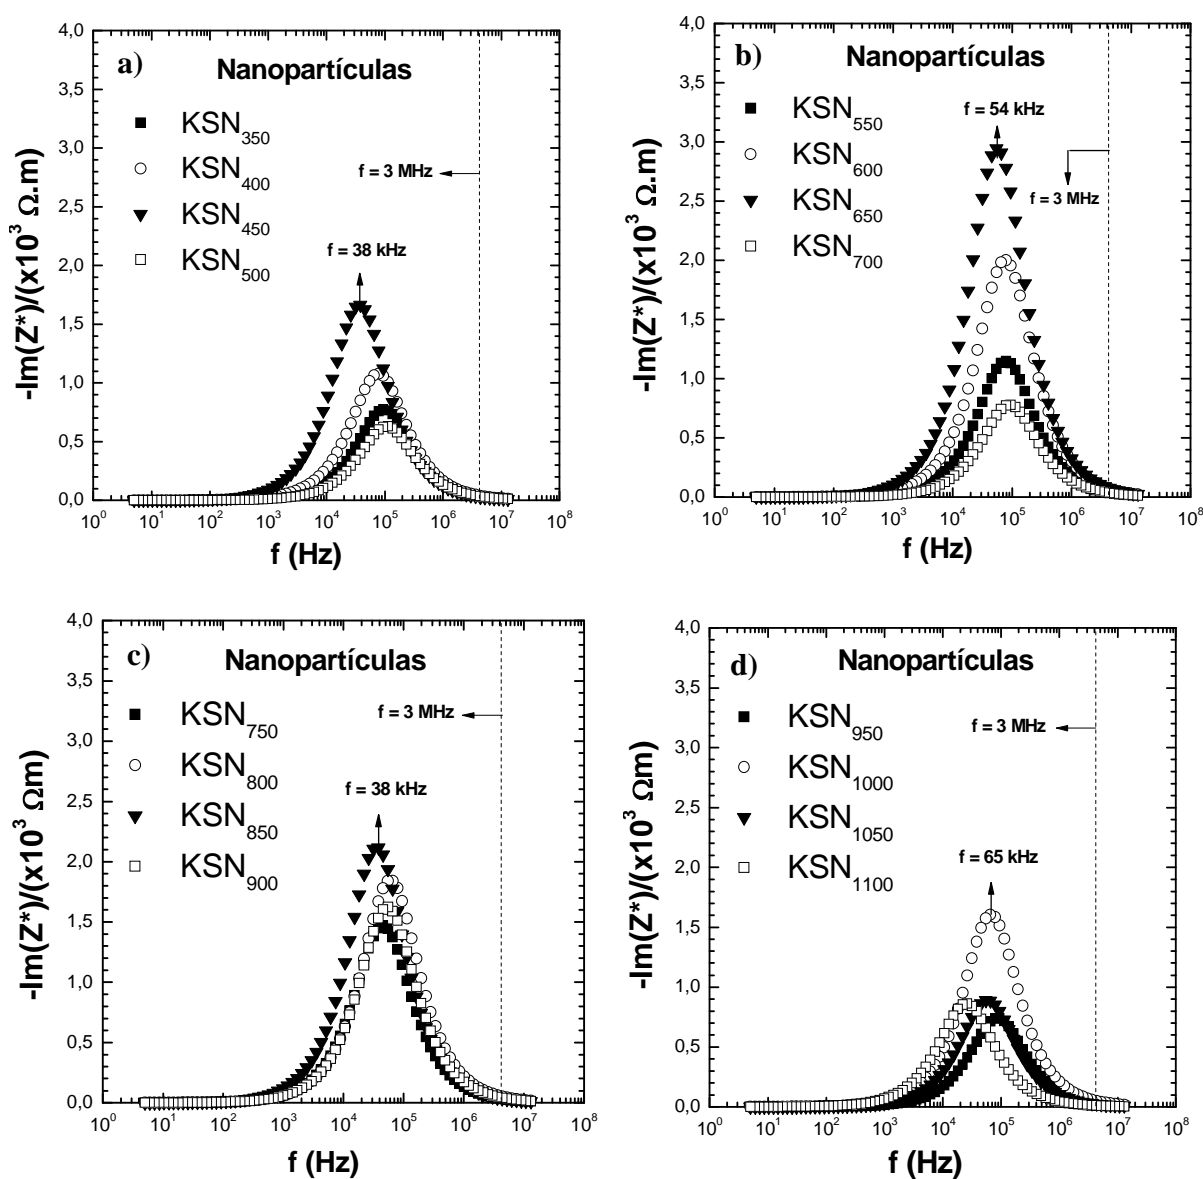 a)
Nanopartículas
KSN350
KSN400
KSN450
KSN500
f = 3 MHz
f = 38 kHz
4,0
3,5
3,0
2,5
2,0
1,5
1,0
0,5
0,0
-Im(Z*)/(x10³ Ω.m)
10⁰ 10¹ 10² 10³ 10⁴ 10⁵ 10⁶ 10⁷ 10⁸
f (Hz)
b)
Nanopartículas
KSN550
KSN600
KSN650
KSN700
f = 54 kHz
f = 3 MHz
4,0
3,5
3,0
2,5
2,0
1,5
1,0
0,5
0,0
-Im(Z*)/(x10³ Ω.m)
10⁰ 10¹ 10² 10³ 10⁴ 10⁵ 10⁶ 10⁷ 10⁸
f (Hz)
c)
Nanopartículas
KSN750
KSN800
KSN850
KSN900
f = 3 MHz
f = 38 kHz
4,0
3,5
3,0
2,5
2,0
1,5
1,0
0,5
0,0
-Im(Z*)/(x10³ Ωm)
10⁰ 10¹ 10² 10³ 10⁴ 10⁵ 10⁶ 10⁷ 10⁸
f (Hz)
d)
Nanopartículas
KSN950
KSN1000
KSN1050
KSN1100
f = 3 MHz
f = 65 kHz
4,0
3,5
3,0
2,5
2,0
1,5
1,0
0,5
0,0
-Im(Z*)/(x10³ Ωm)
10⁰ 10¹ 10² 10³ 10⁴ 10⁵ 10⁶ 10⁷ 10⁸
f (Hz)